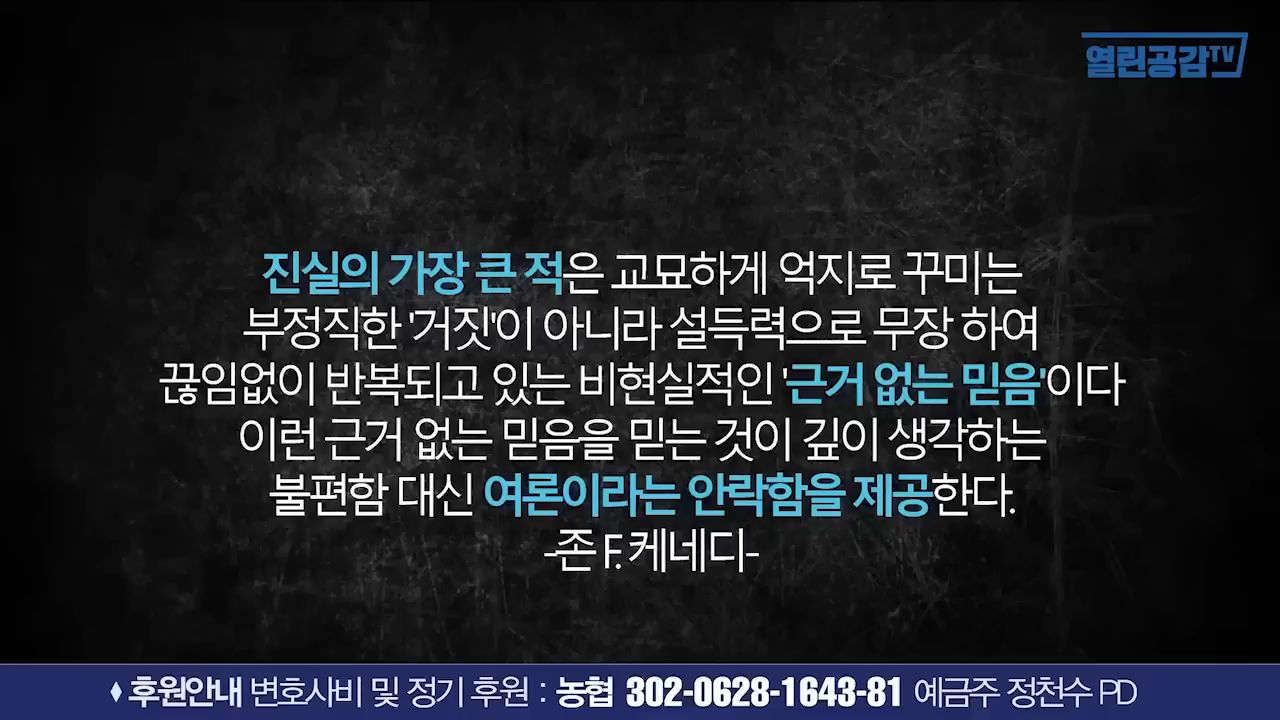 열린공감TV
진실의 가장 큰 적은 교묘하게 억지로 꾸미는
부정직한 '거짓'이 아니라 설득력으로 무장 하여
끊임없이 반복되고 있는 비현실적인 '근거 없는 믿음'이다
이런 근거 없는 믿음을 믿는 것이 깊이 생각하는
불편함 대신 여론이라는 안락함을 제공한다.
-존 F. 케네디-
♦ 후원안내 변호사비 및 정기 후원 : 농협 302-0628-1643-81 예금주 정천수 PD